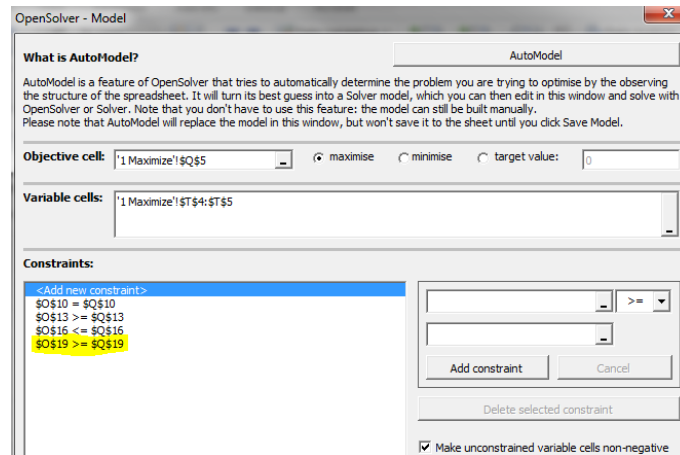 OpenSolver - Model
What is AutoModel?
AutoModel
AutoModel is a feature of OpenSolver that tries to automatically determine the problem you are trying to optimise by the observing
the structure of the spreadsheet. It will turn its best guess into a Solver model, which you can then edit in this window and solve with
OpenSolver or Solver. Note that you don't have to use this feature: the model can still be built manually.
Please note that AutoModel will replace the model in this window, but won't save it to the sheet until you click Save Model.
Objective cell: '1 Maximize'!$Q$5 _ maximise minimise target value: 0
Variable cells: '1 Maximize'!$T$4:$T$5 _
Constraints:
<Add new constraint>
$O$10 = $Q$10
$O$13 >= $Q$13
$O$16 <= $Q$16
$O$19 >= $Q$19
_ >=
_
Add constraint Cancel
Delete selected constraint
Make unconstrained variable cells non-negative